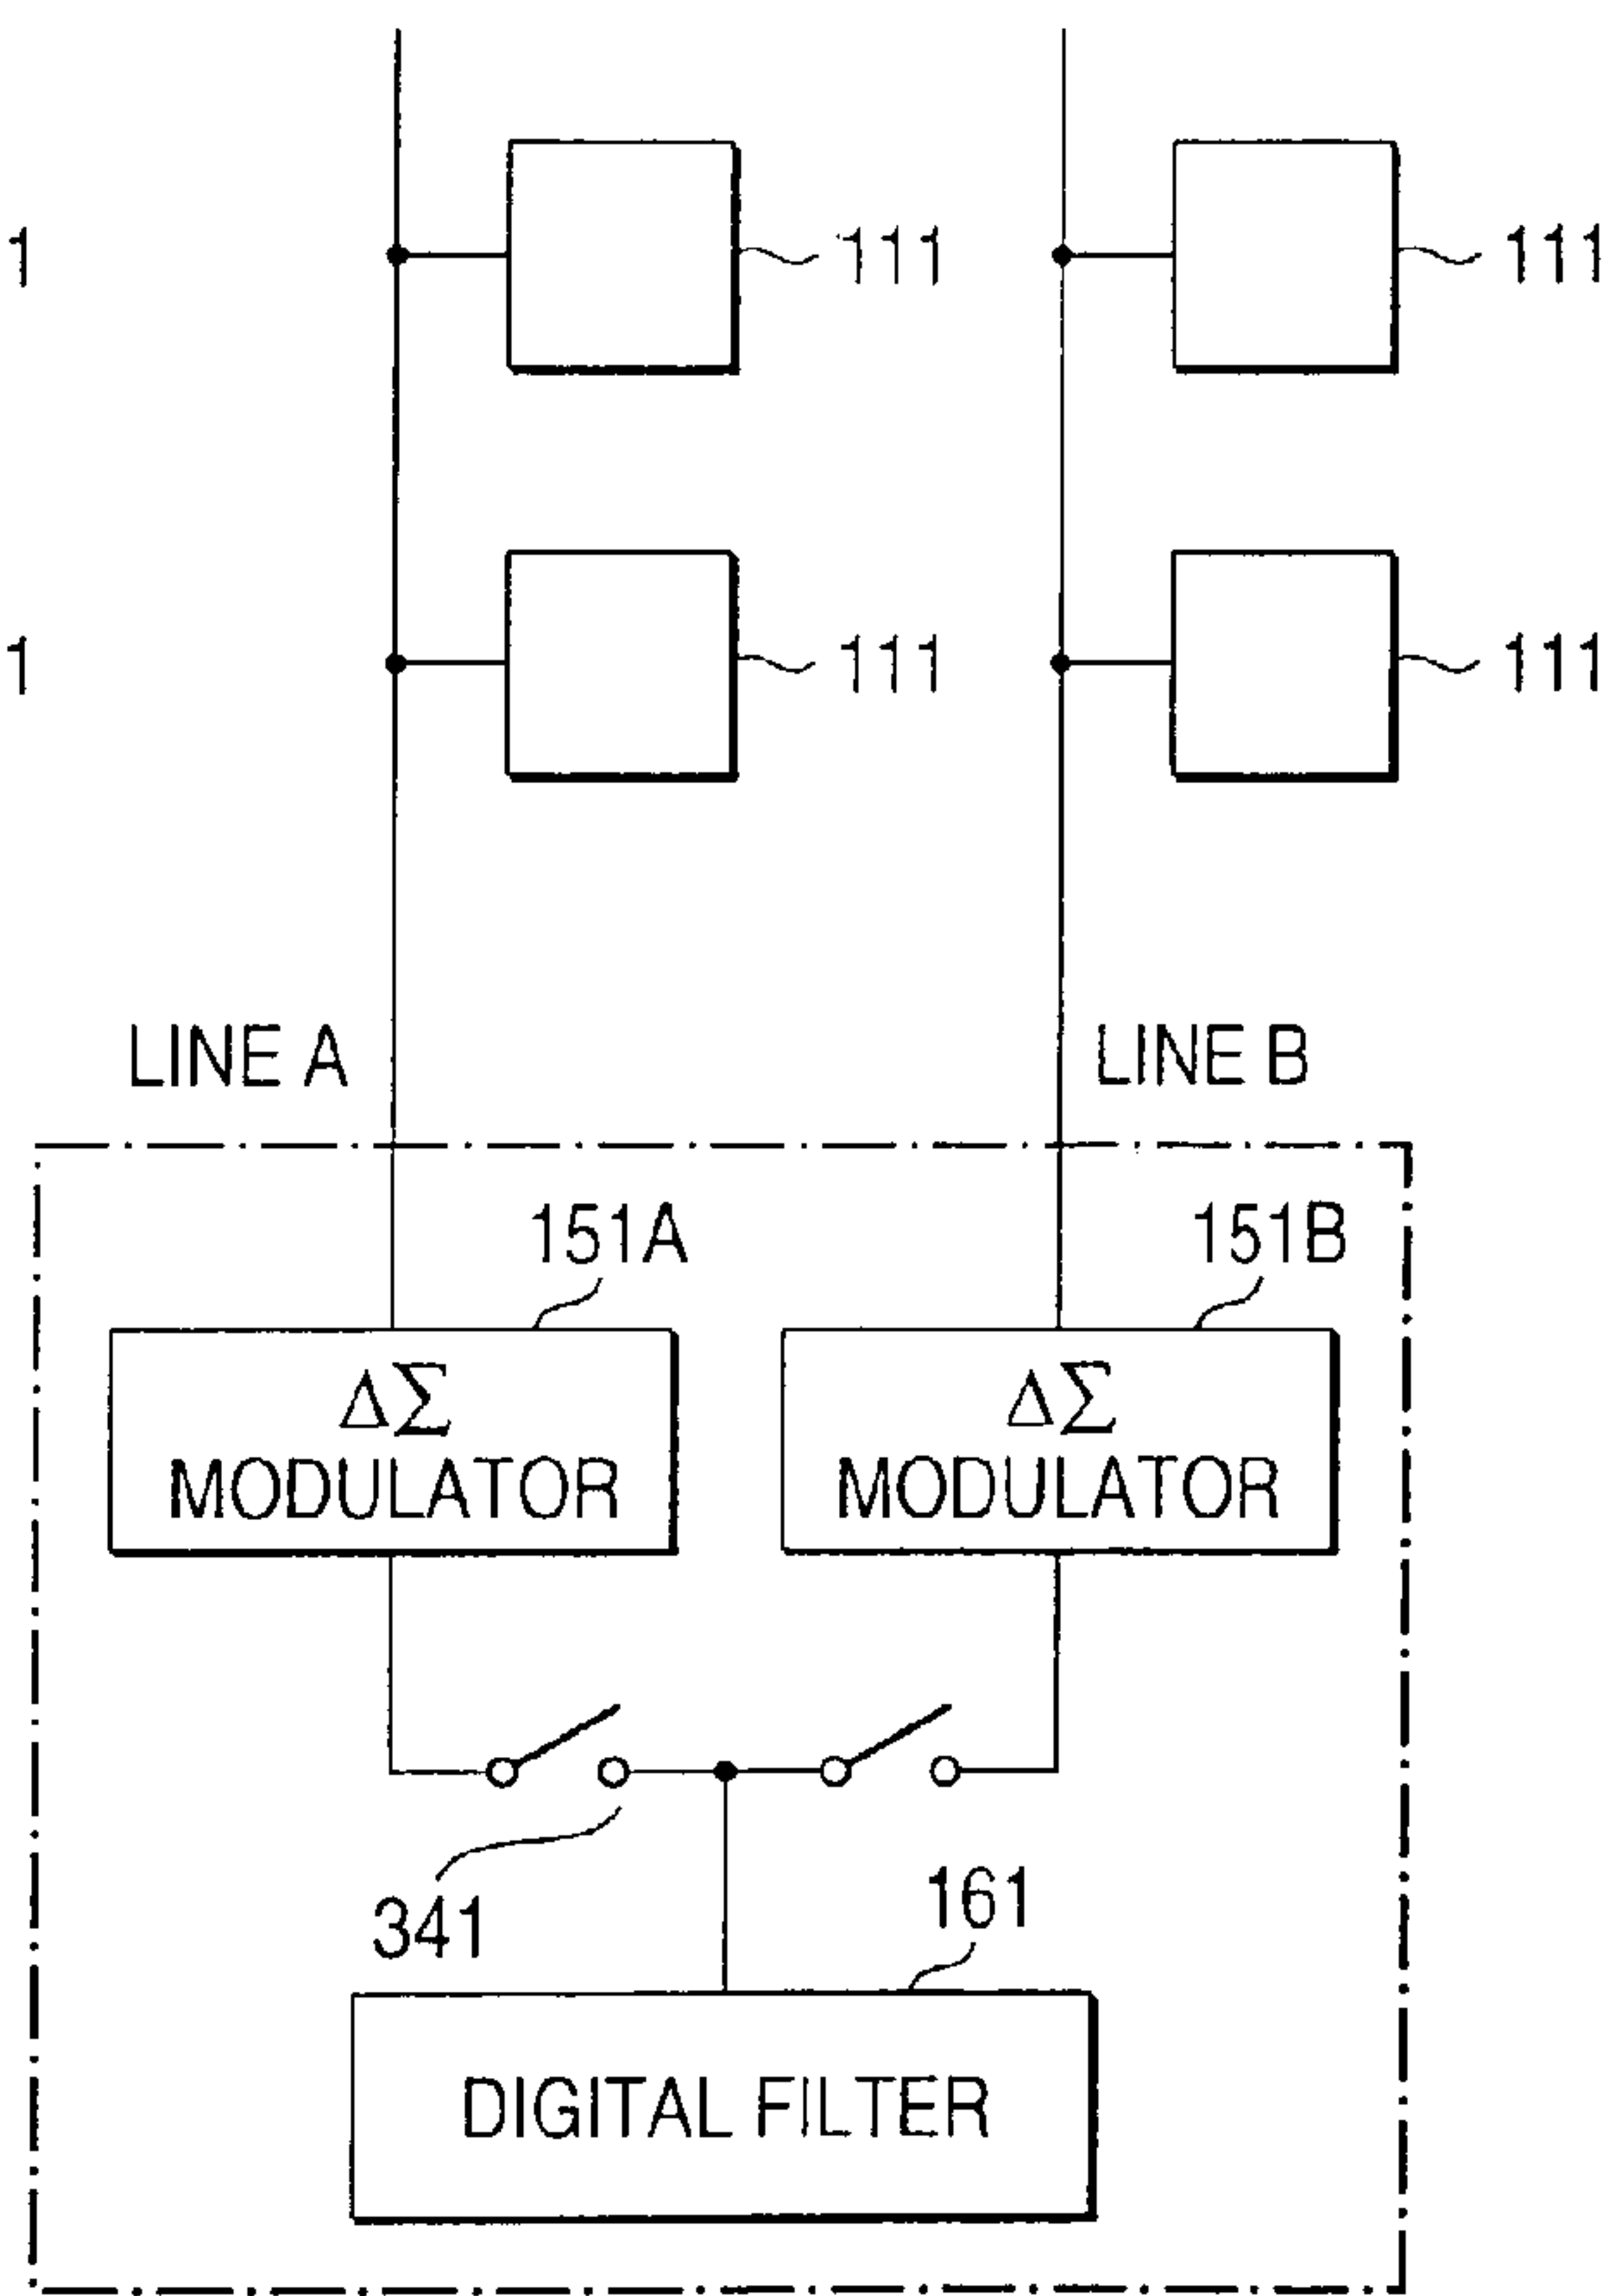 1 111 111
1 111 111
LINE A LINE B
151A 151B
ΔΣ ΔΣ
MODULATOR MODULATOR
341 161
DIGITAL FILTER